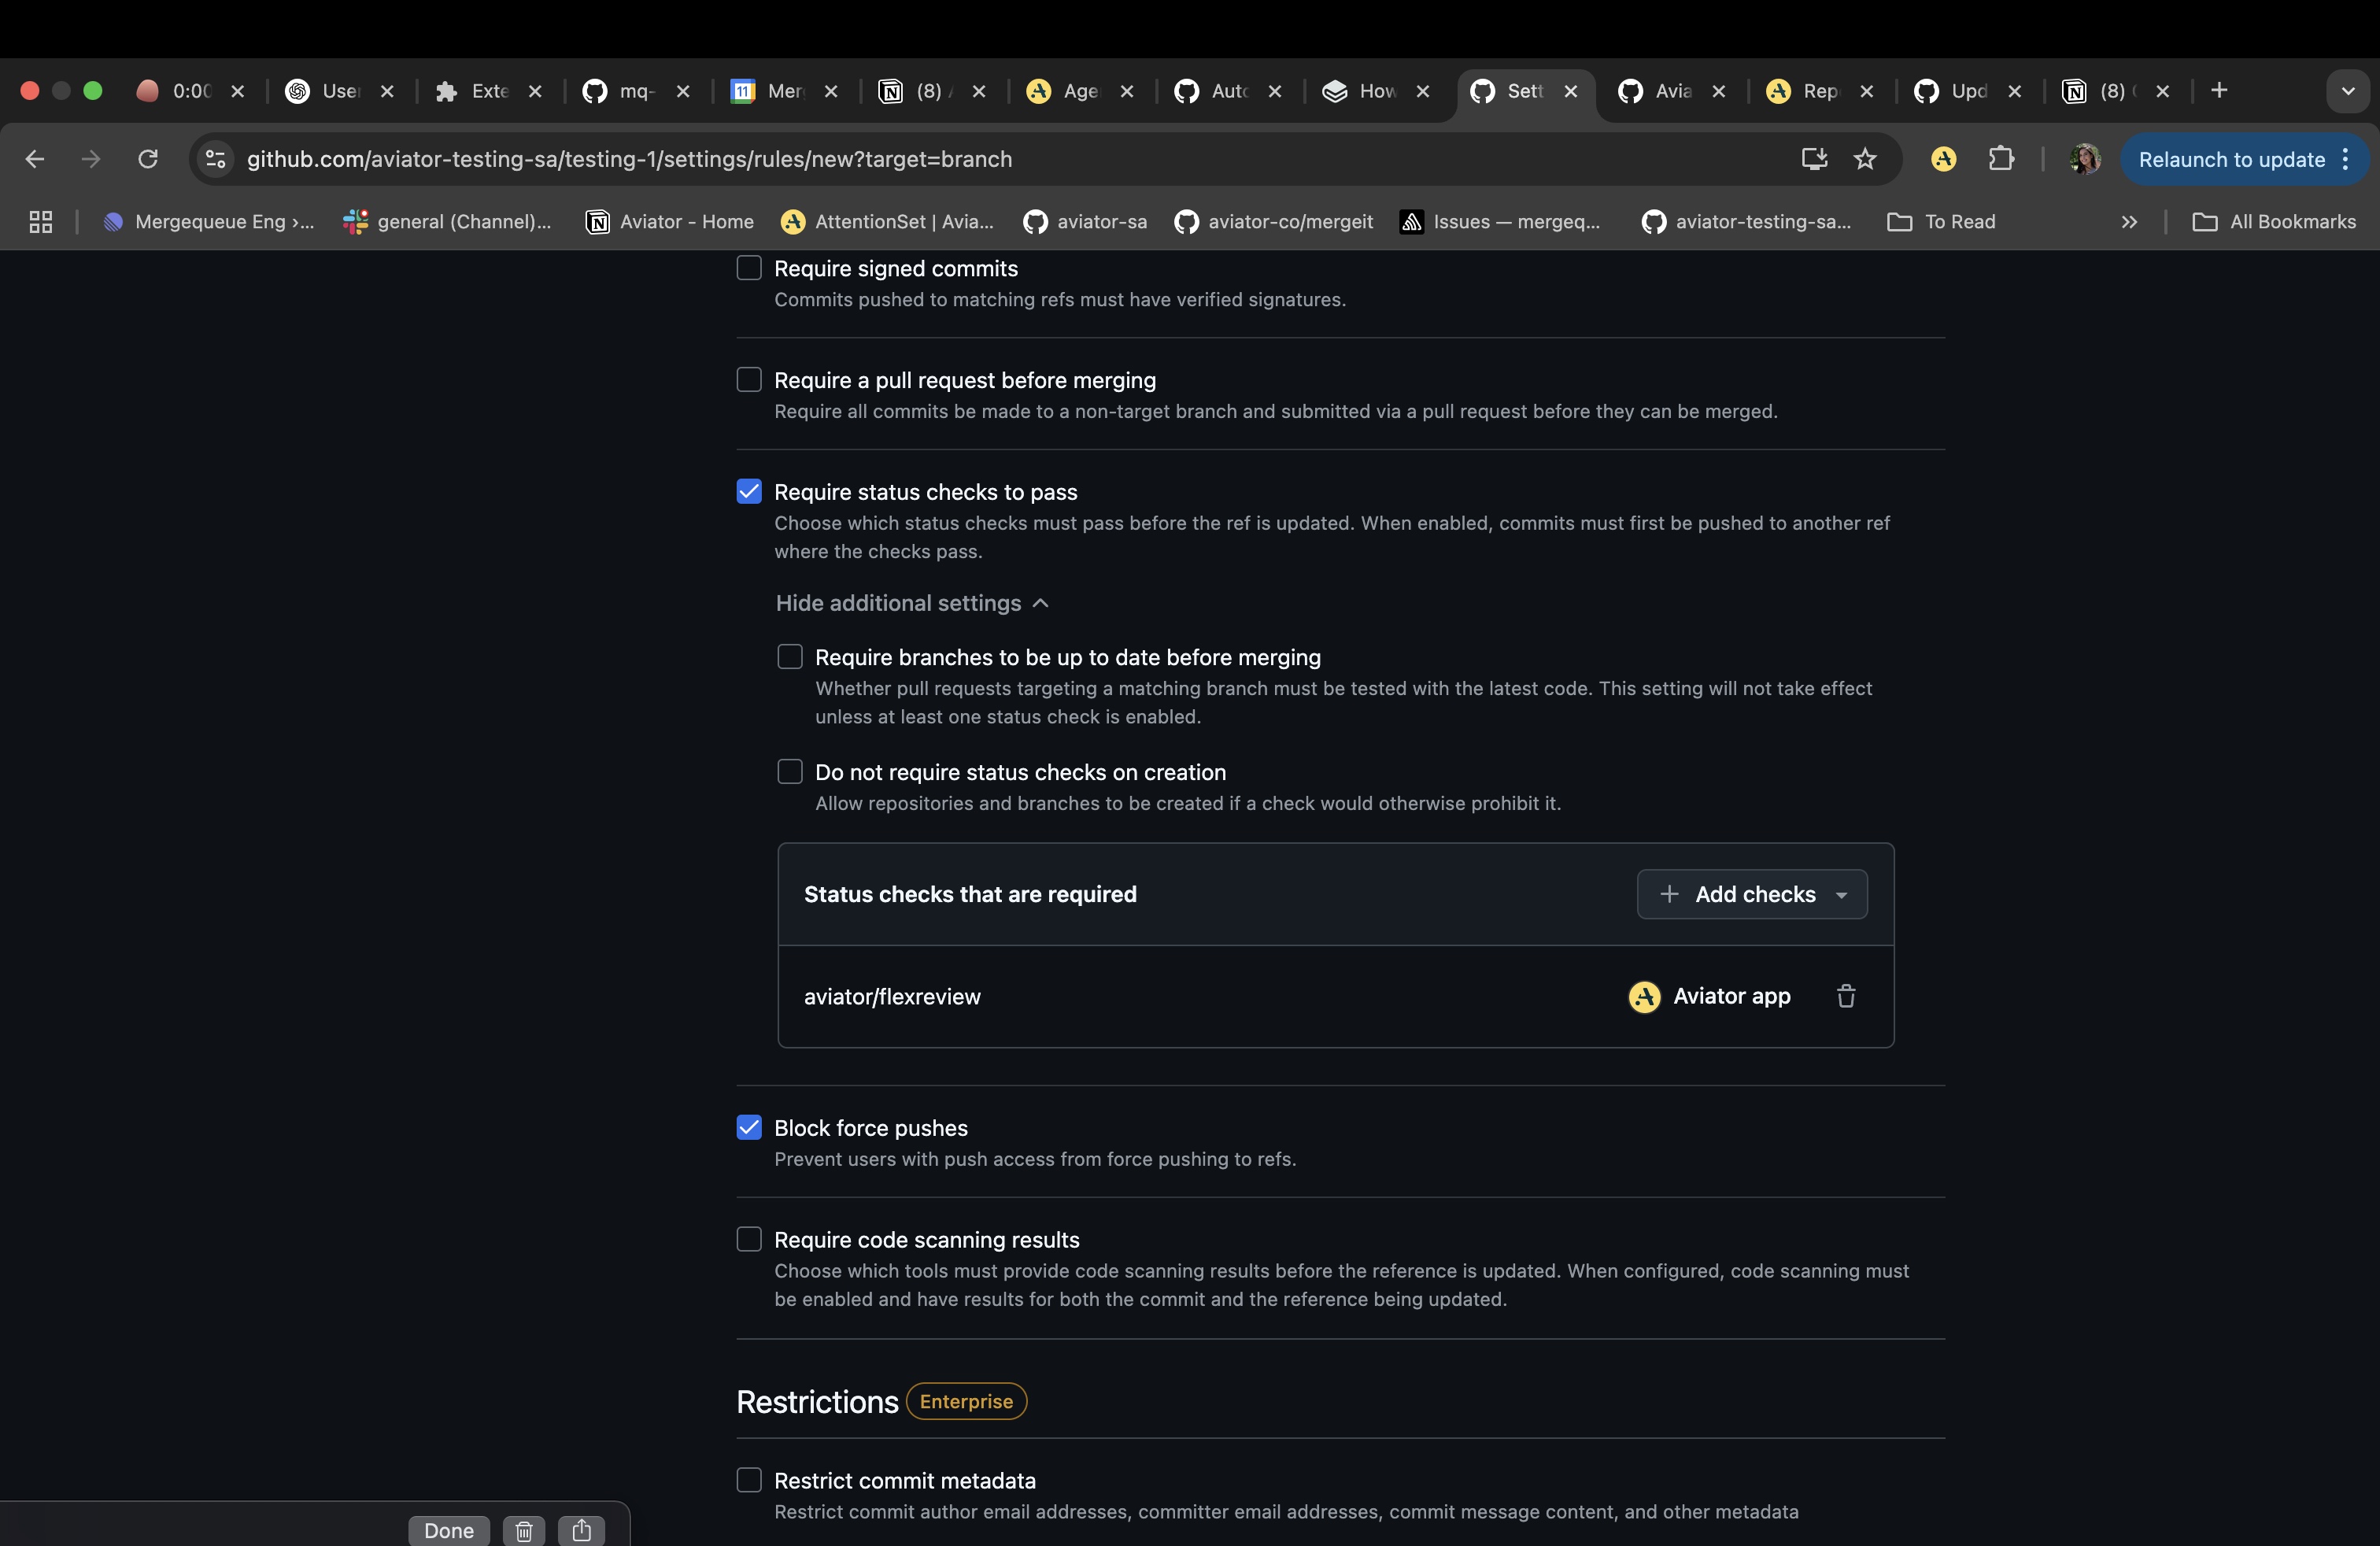 0:00
User
Exte
mq-
11
Mer
(8)
Age
Auto
How
Sett
Avia
Rep
Upd
(8)
github.com/aviator-testing-sa/testing-1/settings/rules/new?target=branch
Relaunch to update
Mergequeue Eng ›...
general (Channel)...
Aviator - Home
AttentionSet | Avia...
aviator-sa
aviator-co/mergeit
Issues — mergeq...
aviator-testing-sa...
To Read
All Bookmarks
Require signed commits
Commits pushed to matching refs must have verified signatures.
Require a pull request before merging
Require all commits be made to a non-target branch and submitted via a pull request before they can be merged.
Require status checks to pass
Choose which status checks must pass before the ref is updated. When enabled, commits must first be pushed to another ref
where the checks pass.
Hide additional settings
Require branches to be up to date before merging
Whether pull requests targeting a matching branch must be tested with the latest code. This setting will not take effect
unless at least one status check is enabled.
Do not require status checks on creation
Allow repositories and branches to be created if a check would otherwise prohibit it.
Status checks that are required
Add checks
aviator/flexreview
Aviator app
Block force pushes
Prevent users with push access from force pushing to refs.
Require code scanning results
Choose which tools must provide code scanning results before the reference is updated. When configured, code scanning must
be enabled and have results for both the commit and the reference being updated.
Restrictions Enterprise
Restrict commit metadata
Restrict commit author email addresses, committer email addresses, commit message content, and other metadata
Done